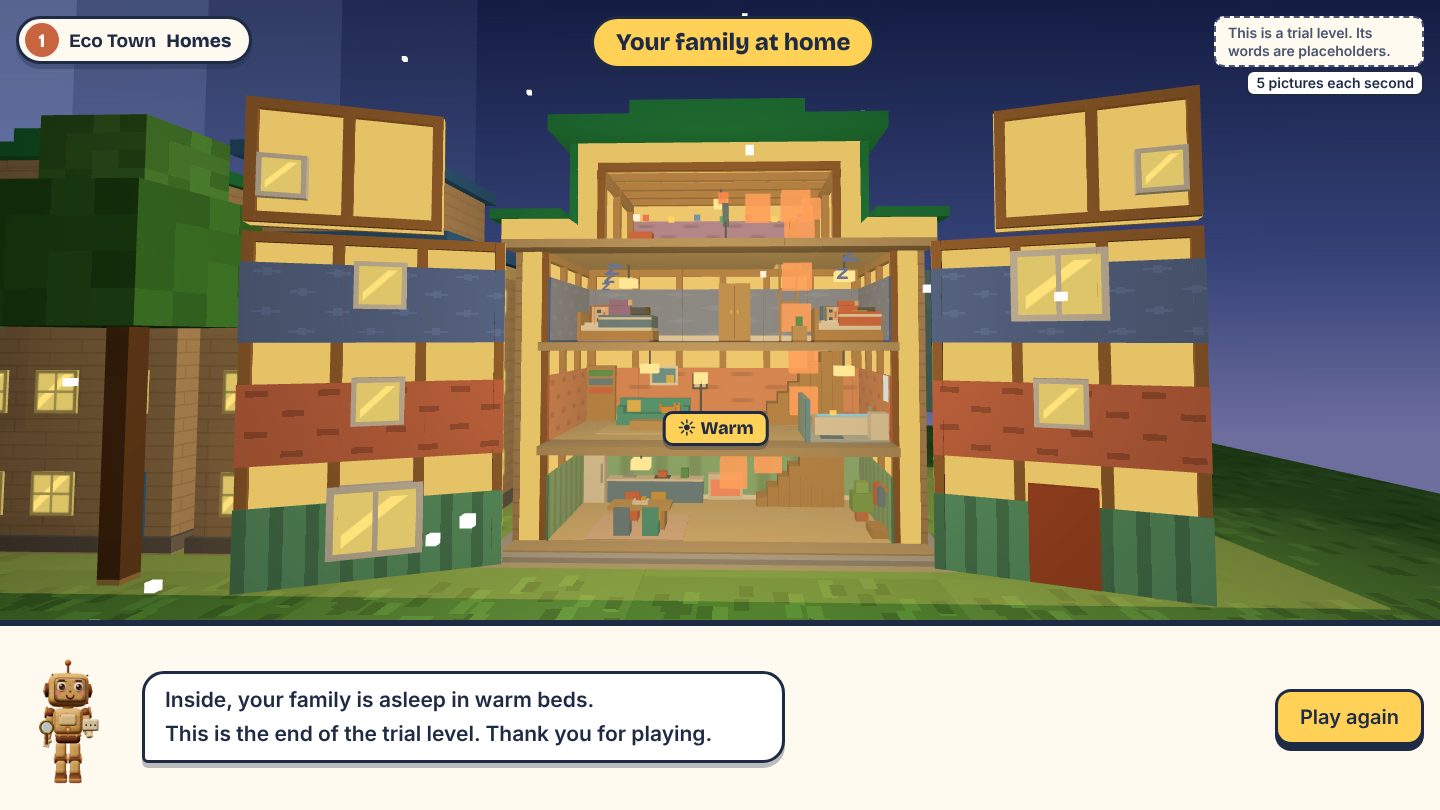 1 Eco Town Homes
Your family at home
This is a trial level. Its
words are placeholders.
5 pictures each second
Z
☀ Warm
Inside, your family is asleep in warm beds.
This is the end of the trial level. Thank you for playing.
Play again